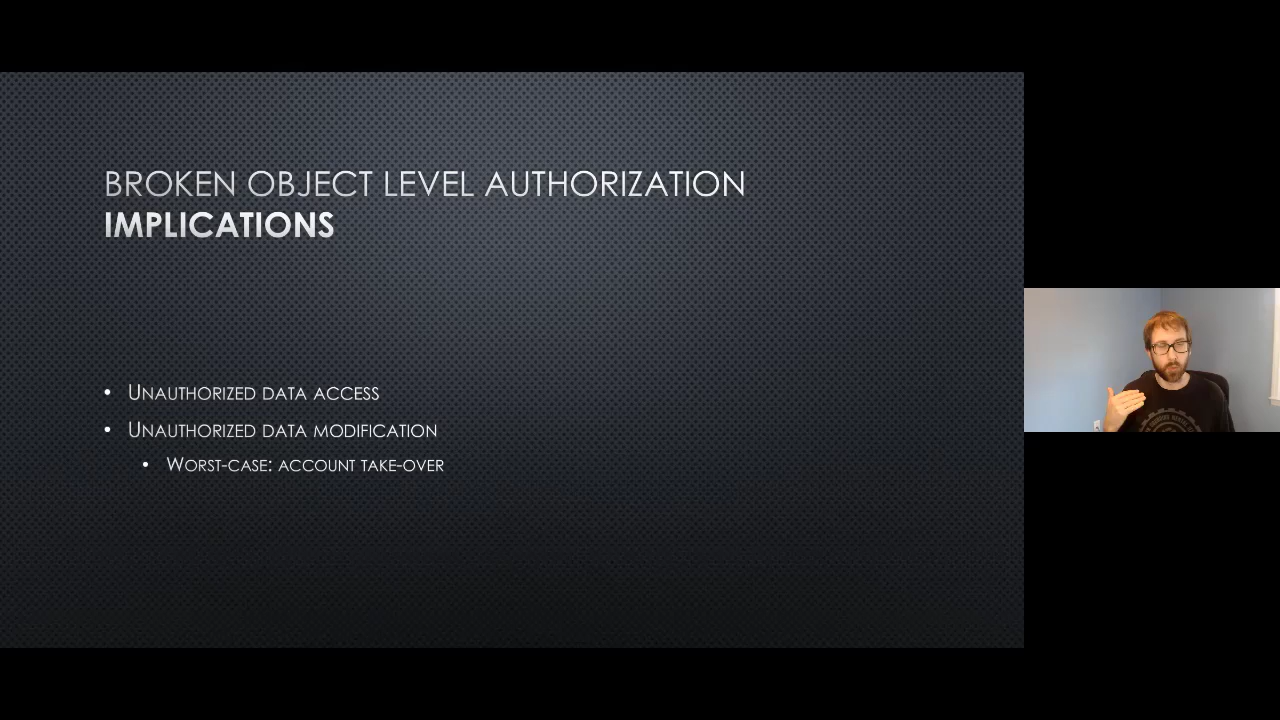 BROKEN OBJECT LEVEL AUTHORIZATION
IMPLICATIONS
• UNAUTHORIZED DATA ACCESS
• UNAUTHORIZED DATA MODIFICATION
• WORST-CASE: ACCOUNT TAKE-OVER